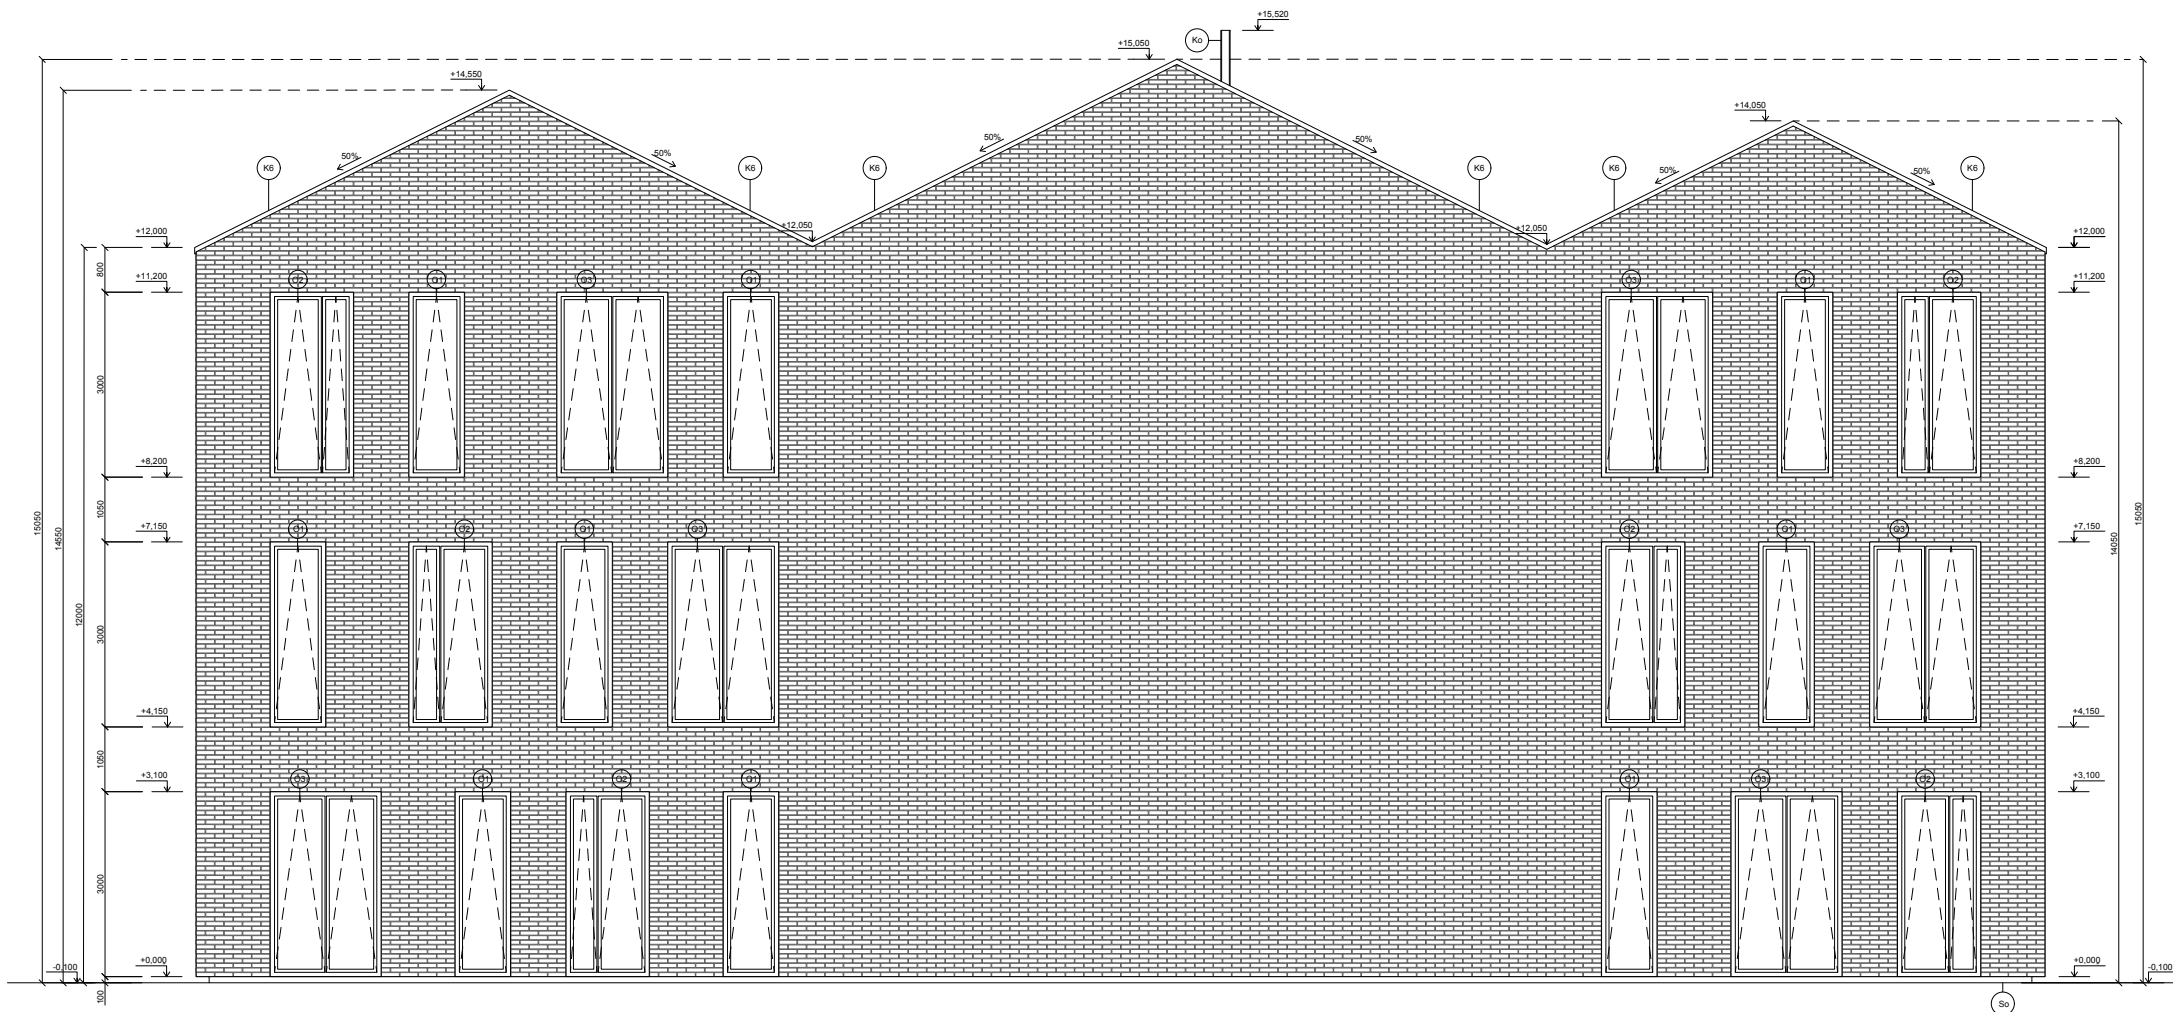 +15,520
Ko
+15,050
+14,550
+14,050
50%
50%
50%
50%
50%
50%
K6
K6
K6
K6
K6
K6
+12,050
+12,050
+12,000
+12,000
800
+11,200
+11,200
O2
O1
O3
O1
O3
O1
O2
3000
+8,200
+8,200
15050
14550
12000
1050
15050
14050
+7,150
+7,150
O1
O2
O1
O3
O2
O1
O3
3000
+4,150
+4,150
1050
+3,100
+3,100
O3
O1
O2
O1
O1
O3
O2
3000
+0,000
+0,000
-0,100
-0,100
100
So